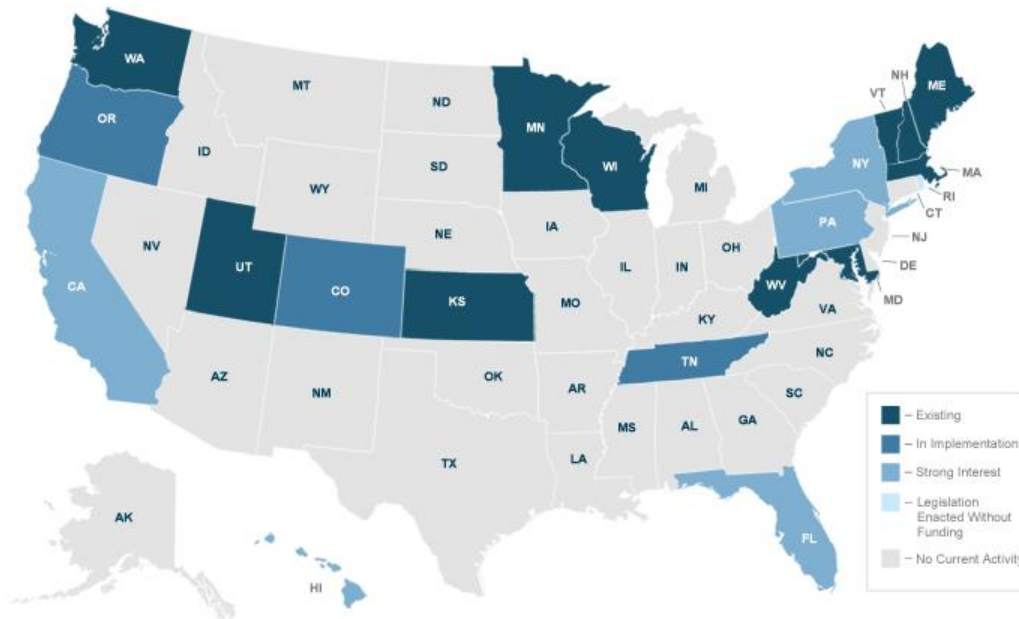 WA
MT
ND
MN
OR
ID
SD
WI
WY
MI
NH
VT
ME
NY
MA
RI
CT
PA
NJ
NV
NE
IA
OH
DE
CA
UT
CO
KS
MO
IL
IN
WV
MD
VA
KY
NC
TN
AZ
NM
OK
AR
SC
MS
AL
GA
TX
LA
FL
AK
HI
– Existing
– In Implementation
– Strong Interest
– Legislation
Enacted Without
Funding
– No Current Activity